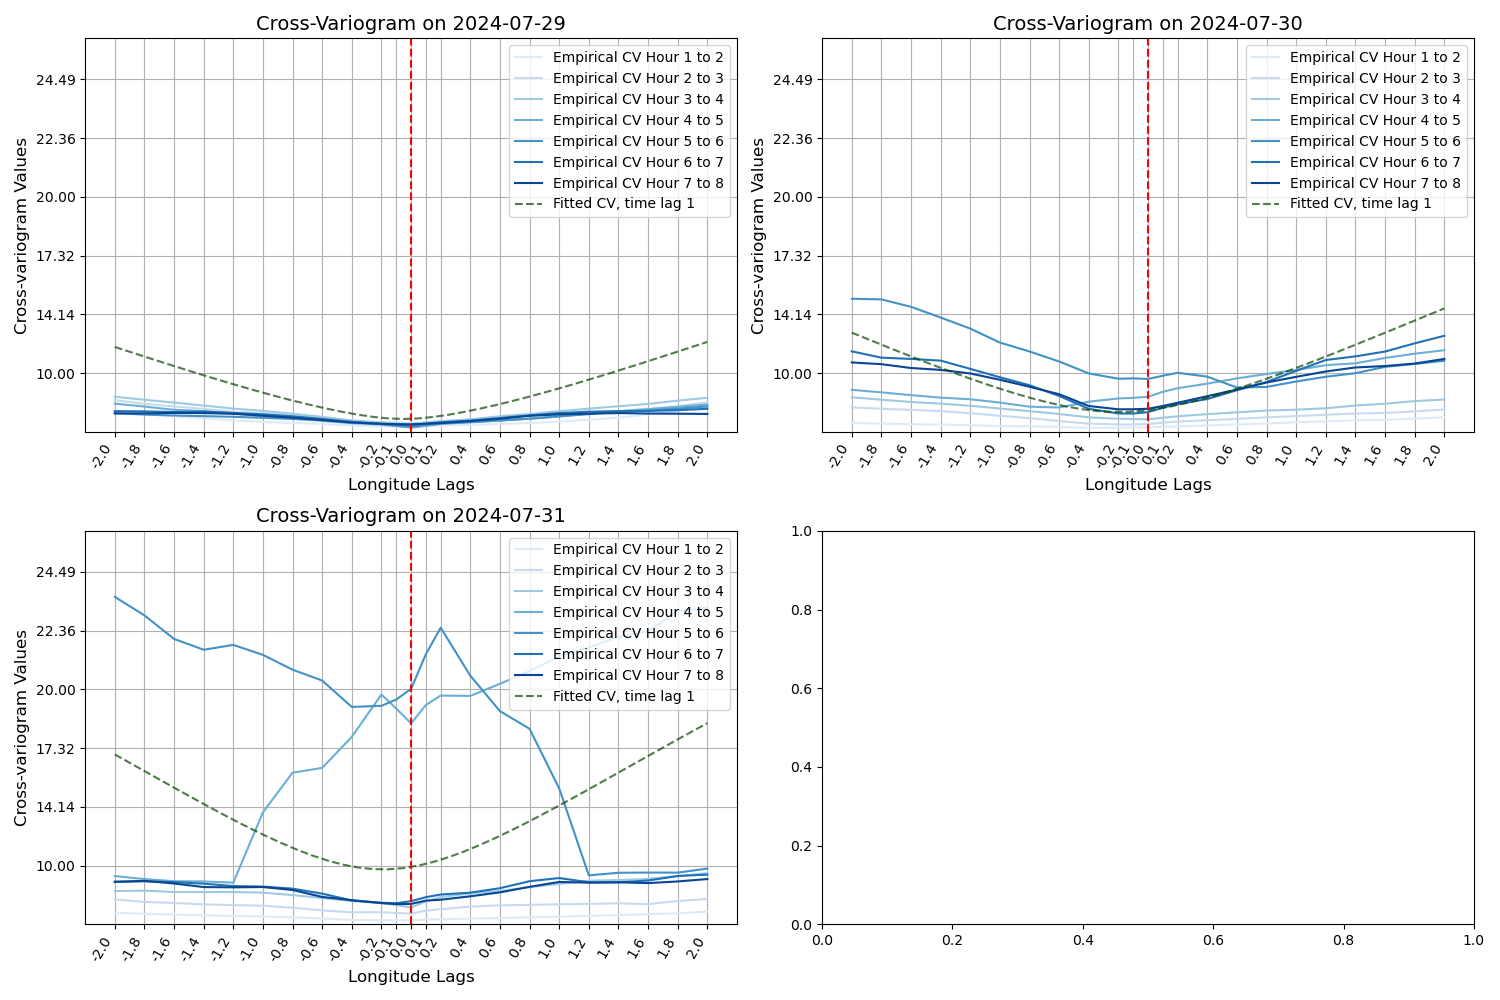 Cross-Variogram on 2024-07-29
Cross-variogram Values
24.49
22.36
20.00
17.32
14.14
10.00
Empirical CV Hour 1 to 2
Empirical CV Hour 2 to 3
Empirical CV Hour 3 to 4
Empirical CV Hour 4 to 5
Empirical CV Hour 5 to 6
Empirical CV Hour 6 to 7
Empirical CV Hour 7 to 8
Fitted CV, time lag 1
-2.0 -1.8 -1.6 -1.4 -1.2 -1.0 -0.8 -0.6 -0.4 -0.2 -0.1 0.0 0.1 0.2 0.4 0.6 0.8 1.0 1.2 1.4 1.6 1.8 2.0
Longitude Lags
Cross-Variogram on 2024-07-30
Cross-variogram Values
24.49
22.36
20.00
17.32
14.14
10.00
Empirical CV Hour 1 to 2
Empirical CV Hour 2 to 3
Empirical CV Hour 3 to 4
Empirical CV Hour 4 to 5
Empirical CV Hour 5 to 6
Empirical CV Hour 6 to 7
Empirical CV Hour 7 to 8
Fitted CV, time lag 1
-2.0 -1.8 -1.6 -1.4 -1.2 -1.0 -0.8 -0.6 -0.4 -0.2 -0.1 0.0 0.1 0.2 0.4 0.6 0.8 1.0 1.2 1.4 1.6 1.8 2.0
Longitude Lags
Cross-Variogram on 2024-07-31
Cross-variogram Values
24.49
22.36
20.00
17.32
14.14
10.00
Empirical CV Hour 1 to 2
Empirical CV Hour 2 to 3
Empirical CV Hour 3 to 4
Empirical CV Hour 4 to 5
Empirical CV Hour 5 to 6
Empirical CV Hour 6 to 7
Empirical CV Hour 7 to 8
Fitted CV, time lag 1
-2.0 -1.8 -1.6 -1.4 -1.2 -1.0 -0.8 -0.6 -0.4 -0.2 -0.1 0.0 0.1 0.2 0.4 0.6 0.8 1.0 1.2 1.4 1.6 1.8 2.0
Longitude Lags
1.0
0.8
0.6
0.4
0.2
0.0
0.0 0.2 0.4 0.6 0.8 1.0